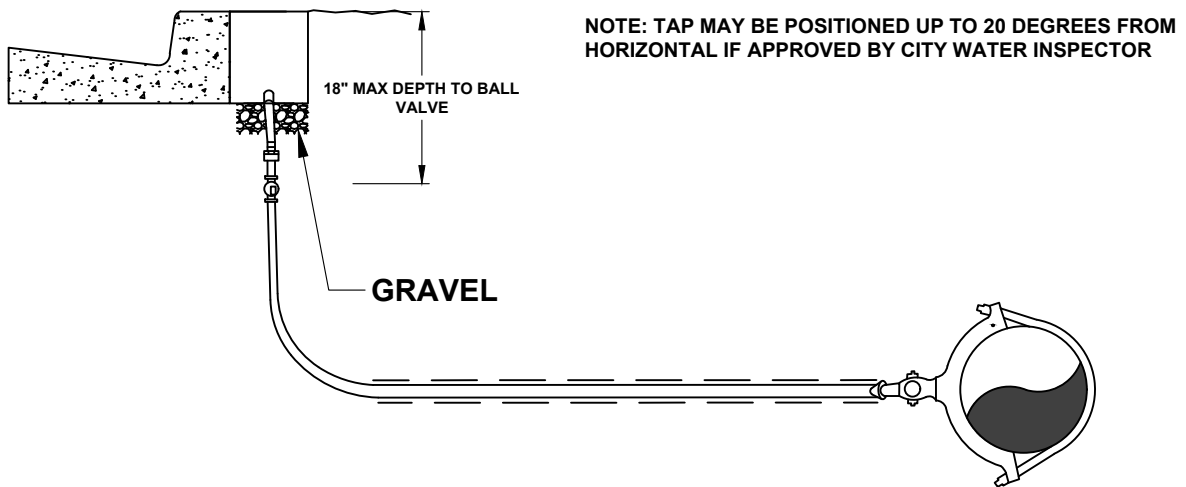 NOTE: TAP MAY BE POSITIONED UP TO 20 DEGREES FROM
HORIZONTAL IF APPROVED BY CITY WATER INSPECTOR
18" MAX DEPTH TO BALL
VALVE
GRAVEL